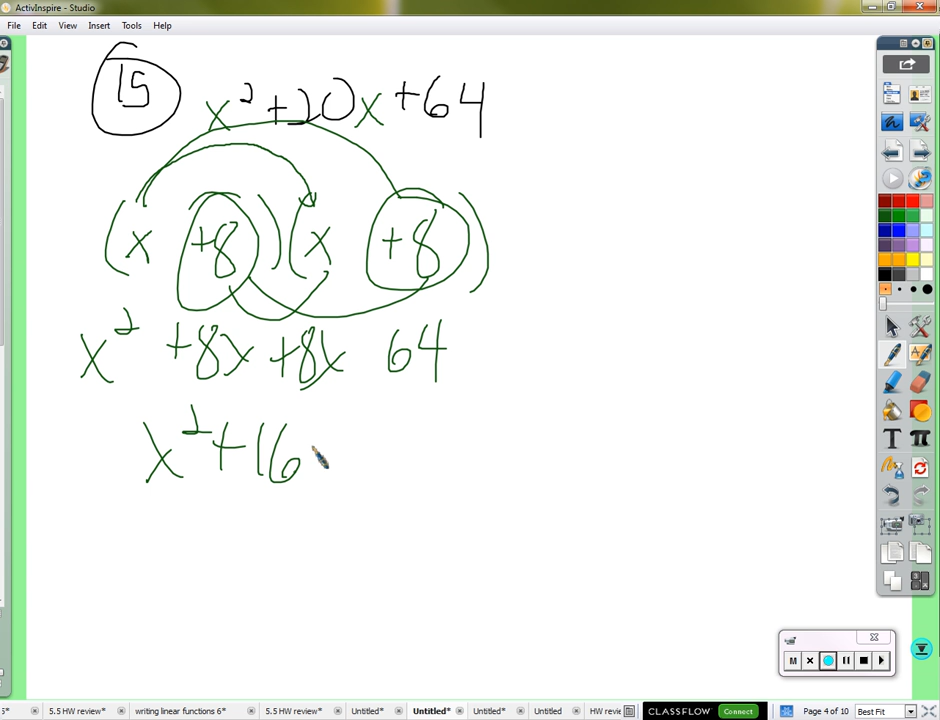 ActivInspire - Studio
File Edit View Insert Tools Help
15
x² +20x +64
(x +8)(x +8)
x² +8x +8x 64
x² +16
5* 5.5 HW review* writing linear functions 6* 5.5 HW review* Untitled* Untitled* Untitled* Untitled HW revie CLASSFLOW Connect Page 4 of 10 Best Fit